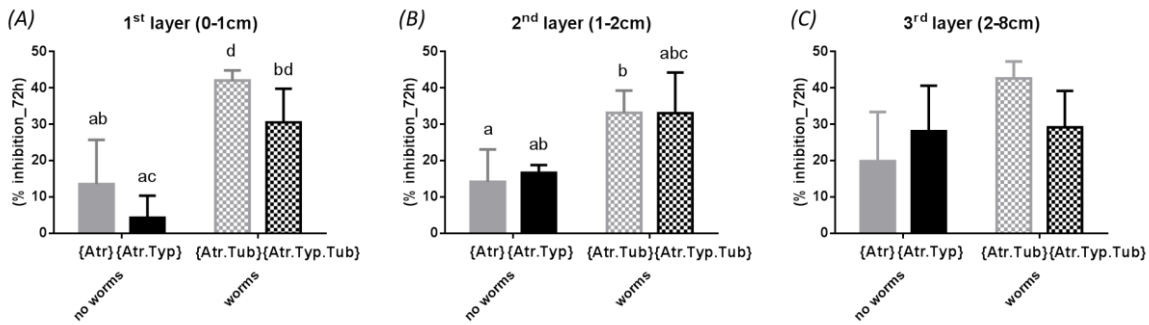 (A)
1st layer (0-1cm)
(% inhibition_72h)
50
40
30
20
10
0
ab
ac
d
bd
{Atr}{Atr.Typ}
{Atr.Tub}{Atr.Typ.Tub}
no worms
worms
(B)
2nd layer (1-2cm)
(% inhibition_72h)
50
40
30
20
10
0
a
ab
b
abc
{Atr}{Atr.Typ}
{Atr.Tub}{Atr.Typ.Tub}
no worms
worms
(C)
3rd layer (2-8cm)
(% inhibition_72h)
50
40
30
20
10
0
{Atr}{Atr.Typ}
{Atr.Tub}{Atr.Typ.Tub}
no worms
worms